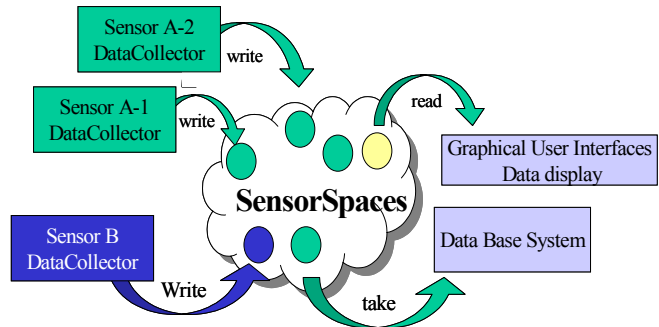 Sensor A-2
DataCollector
write
Sensor A-1
DataCollector
write
read
Graphical User Interfaces
Data display
SensorSpaces
Sensor B
DataCollector
Data Base System
Write
take